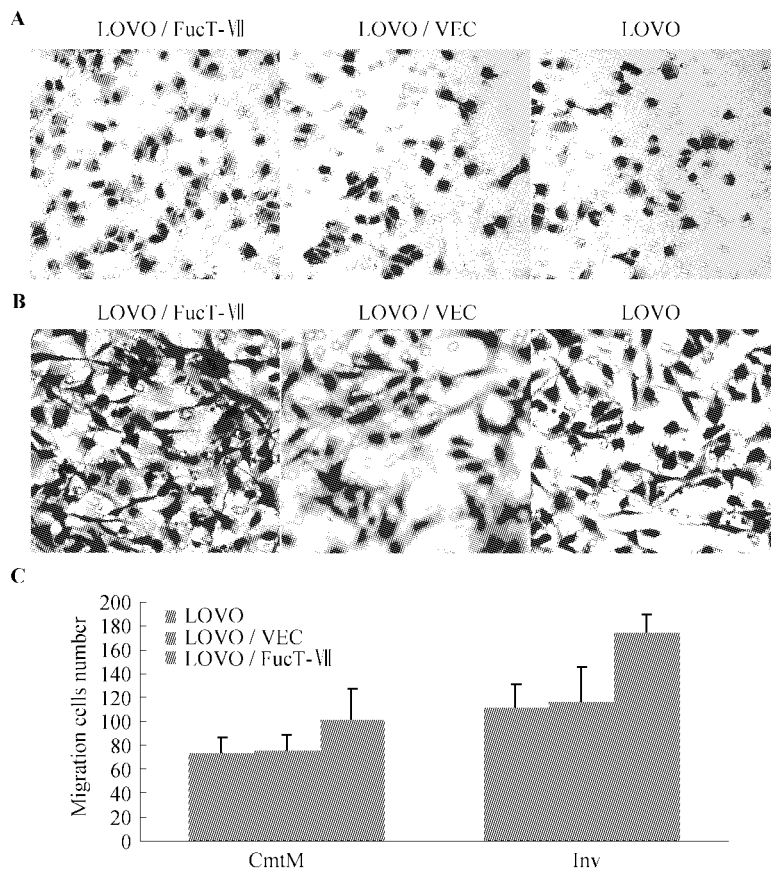 A
LOVO / FucT-Ⅶ LOVO / VEC LOVO
B
LOVO / FucT-Ⅶ LOVO / VEC LOVO
C
Migration cells number
200
180
160
140
120
100
80
60
40
20
0
LOVO
LOVO / VEC
LOVO / FucT-Ⅶ
CmtM Inv